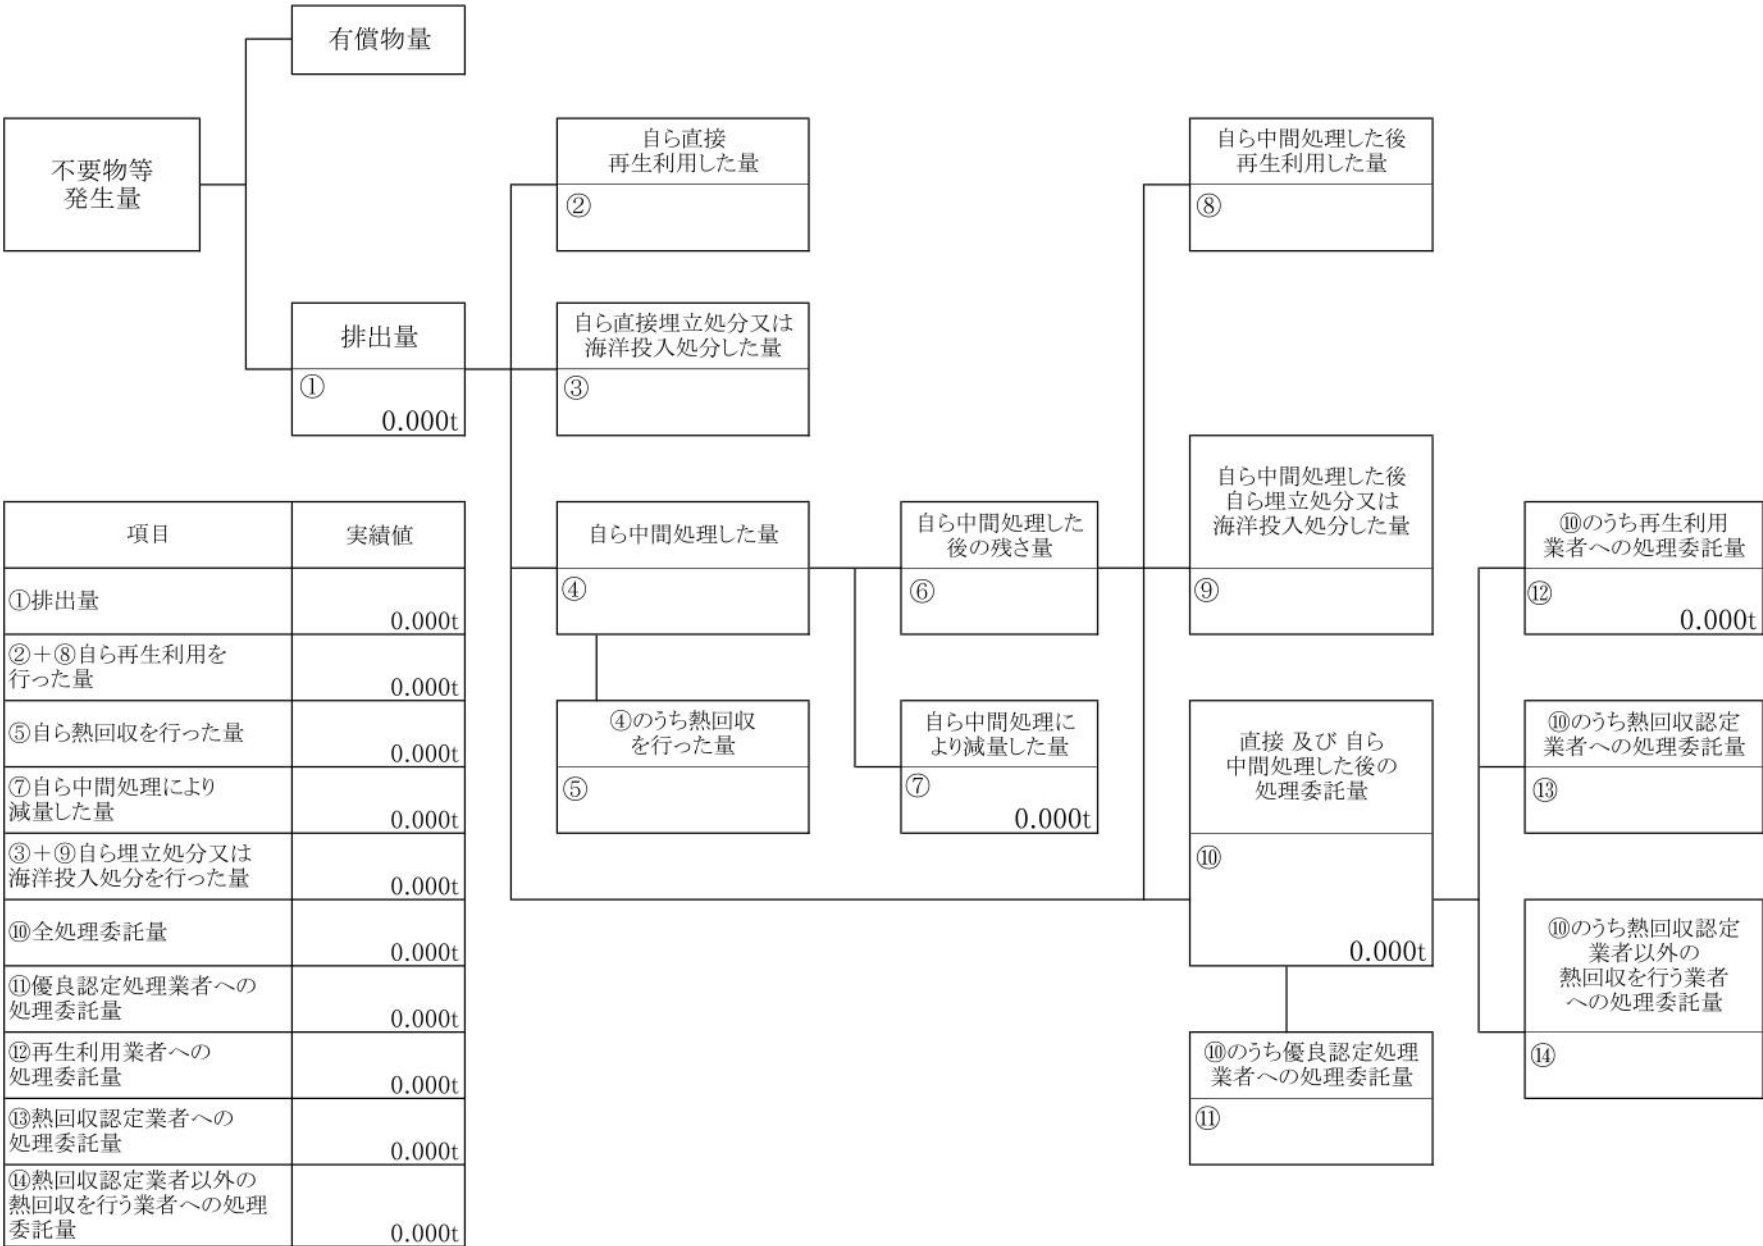 有償物量
不要物等
発生量
自ら直接
再生利用した量
②
自ら中間処理した後
再生利用した量
⑧
排出量
①
0.000t
自ら直接埋立処分又は
海洋投入処分した量
③
自ら中間処理した量
④
自ら中間処理した
後の残さ量
⑥
自ら中間処理した後
自ら埋立処分又は
海洋投入処分した量
⑨
⑩のうち再生利用
業者への処理委託量
⑫
0.000t
④のうち熱回収
を行った量
⑤
自ら中間処理に
より減量した量
⑦
0.000t
直接 及び 自ら
中間処理した後の
処理委託量
⑩
0.000t
⑩のうち熱回収認定
業者への処理委託量
⑬
⑩のうち熱回収認定
業者以外の
熱回収を行う業者
への処理委託量
⑭
⑩のうち優良認定処理
業者への処理委託量
⑪
項目 実績値
①排出量
0.000t
②＋⑧自ら再生利用を
行った量
0.000t
⑤自ら熱回収を行った量
0.000t
⑦自ら中間処理により
減量した量
0.000t
③＋⑨自ら埋立処分又は
海洋投入処分を行った量
0.000t
⑩全処理委託量
0.000t
⑪優良認定処理業者への
処理委託量
0.000t
⑫再生利用業者への
処理委託量
0.000t
⑬熱回収認定業者への
処理委託量
0.000t
⑭熱回収認定業者以外の
熱回収を行う業者への処理
委託量
0.000t